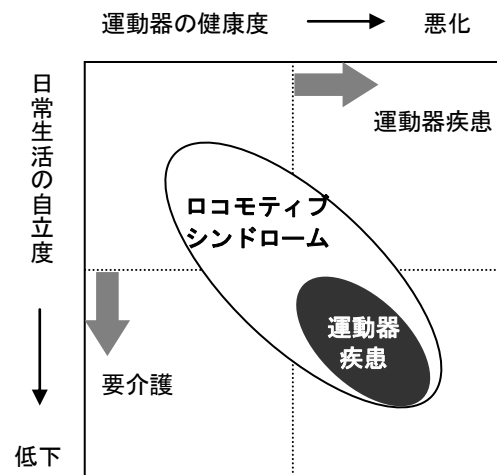 運動器の健康度
悪化
日常生活の自立度
運動器疾患
ロコモティブ
シンドローム
運動器
疾患
要介護
低下